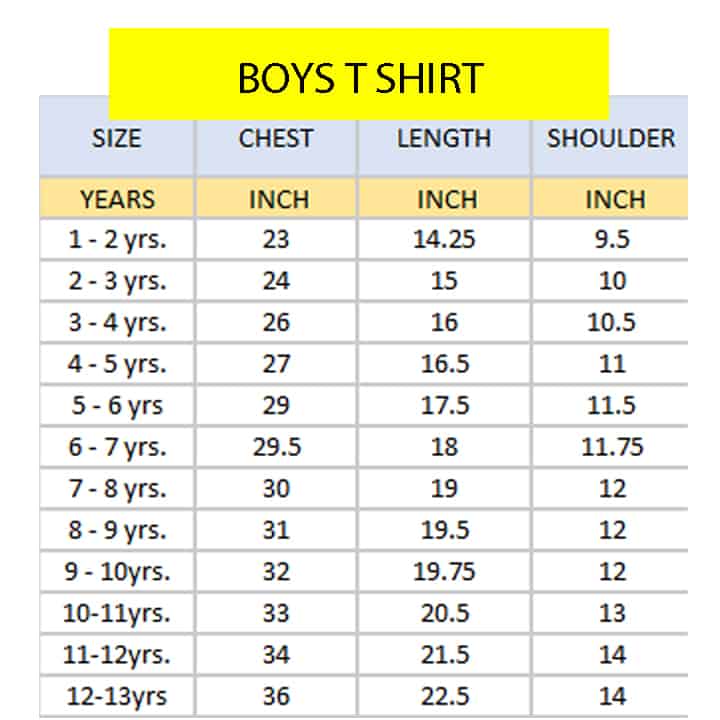 BOYS T SHIRT
SIZE CHEST LENGTH SHOULDER
YEARS INCH INCH INCH
1 - 2 yrs. 23 14.25 9.5
2 - 3 yrs. 24 15 10
3 - 4 yrs. 26 16 10.5
4 - 5 yrs. 27 16.5 11
5 - 6 yrs 29 17.5 11.5
6 - 7 yrs. 29.5 18 11.75
7 - 8 yrs. 30 19 12
8 - 9 yrs. 31 19.5 12
9 - 10yrs. 32 19.75 12
10-11yrs. 33 20.5 13
11-12yrs. 34 21.5 14
12-13yrs 36 22.5 14